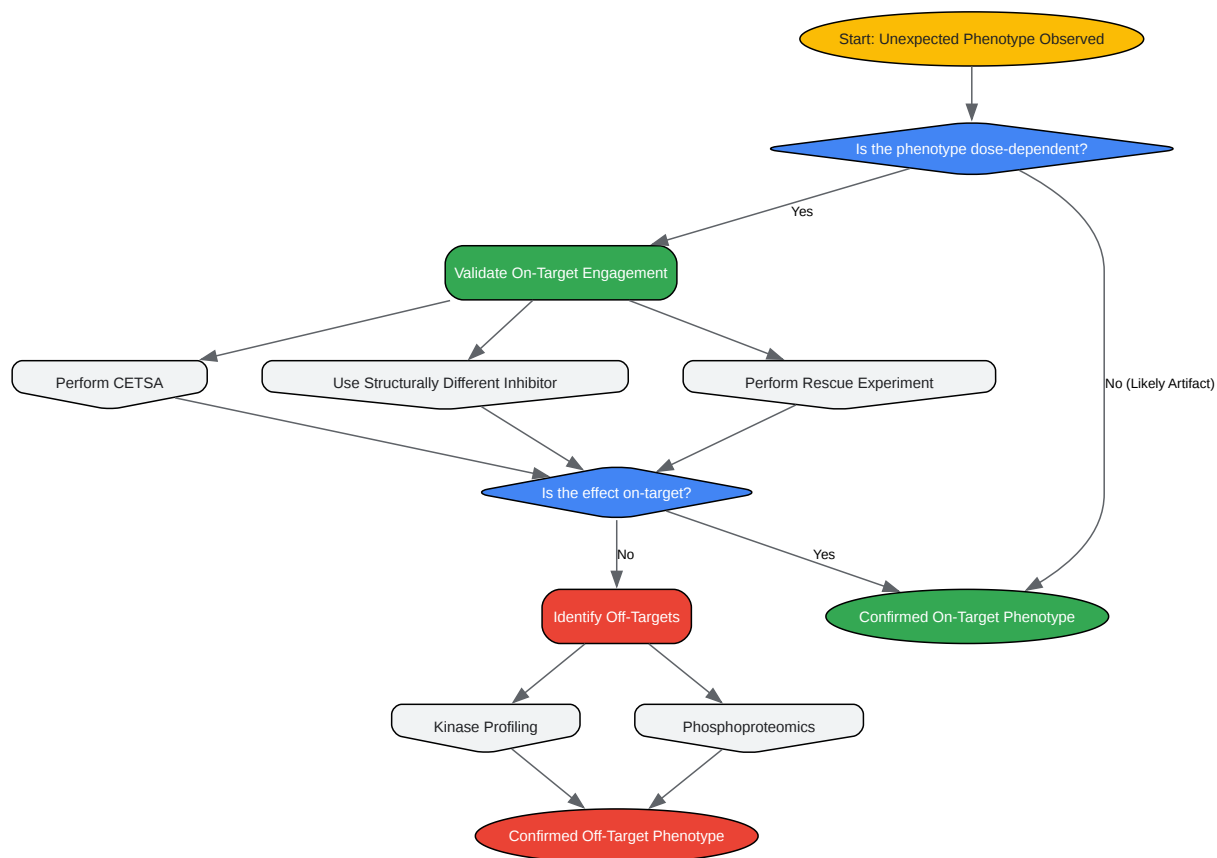 Start: Unexpected Phenotype Observed
Is the phenotype dose-dependent?
Yes
Validate On-Target Engagement
Perform CETSA
Use Structurally Different Inhibitor
Perform Rescue Experiment
No (Likely Artifact)
Is the effect on-target?
No
Yes
Identify Off-Targets
Confirmed On-Target Phenotype
Kinase Profiling
Phosphoproteomics
Confirmed Off-Target Phenotype